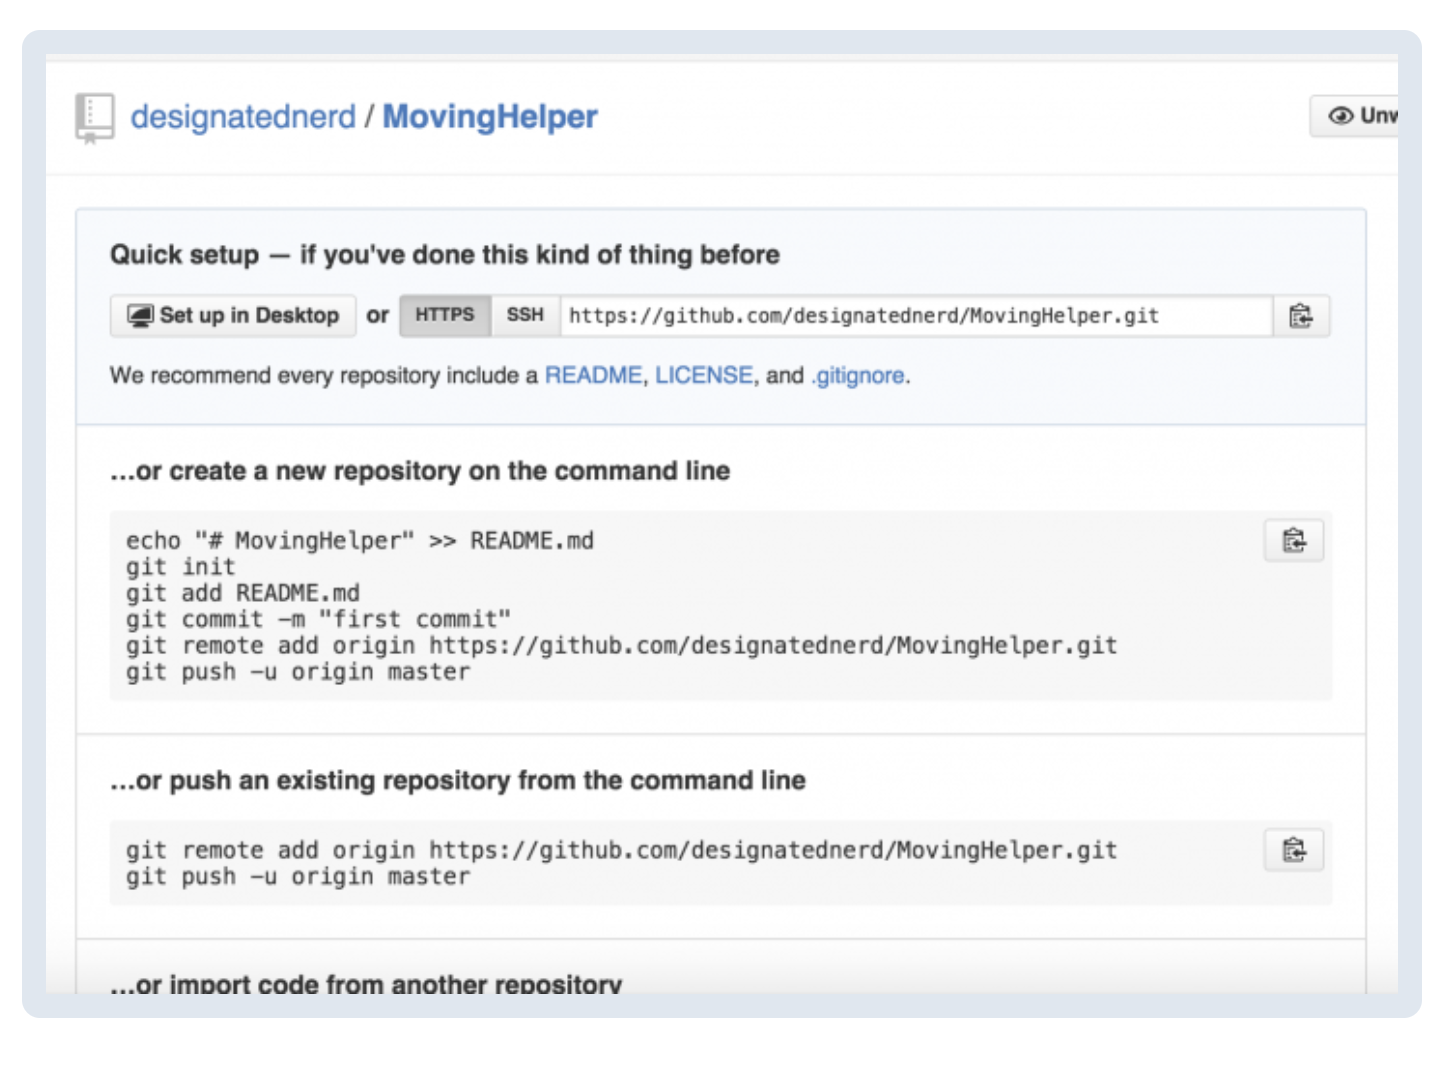 designatednerd / MovingHelper
Quick setup — if you've done this kind of thing before
Set up in Desktop or HTTPS SSH https://github.com/designatednerd/MovingHelper.git
We recommend every repository include a README, LICENSE, and .gitignore.
...or create a new repository on the command line
echo "# MovingHelper" >> README.md
git init
git add README.md
git commit -m "first commit"
git remote add origin https://github.com/designatednerd/MovingHelper.git
git push -u origin master
...or push an existing repository from the command line
git remote add origin https://github.com/designatednerd/MovingHelper.git
git push -u origin master
...or import code from another repository